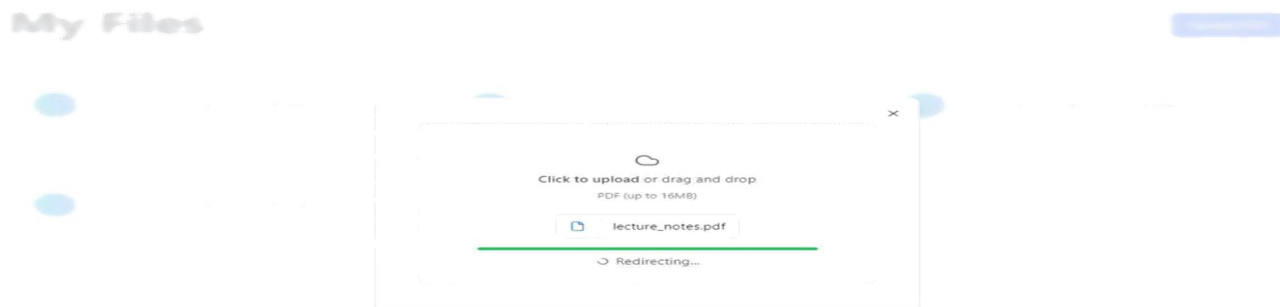 My Files
×
Click to upload or drag and drop
PDF (up to 16MB)
lecture_notes.pdf
Redirecting...